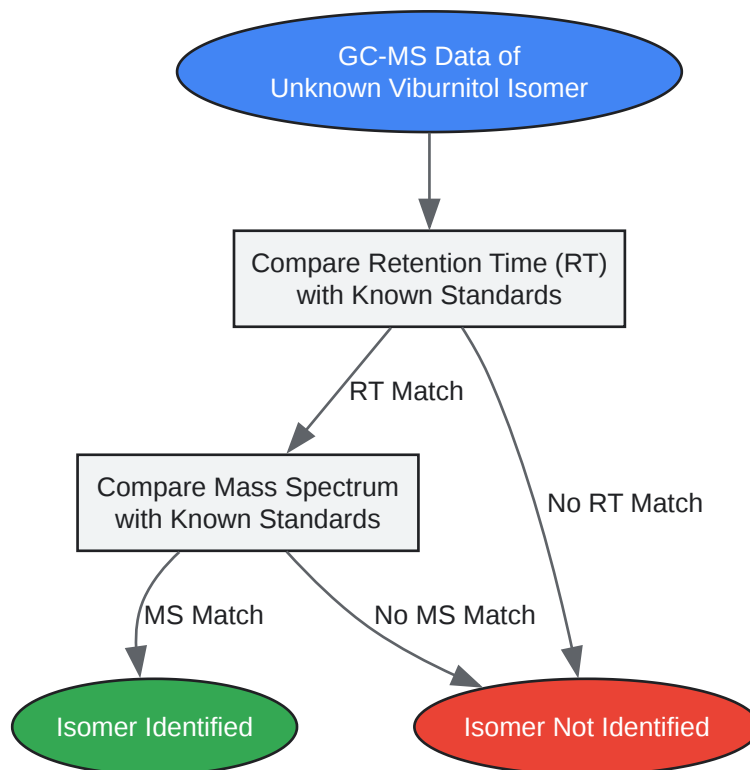 GC-MS Data of
Unknown Viburnitol Isomer
Compare Retention Time (RT)
with Known Standards
RT Match
Compare Mass Spectrum
with Known Standards
No RT Match
MS Match
No MS Match
Isomer Identified
Isomer Not Identified